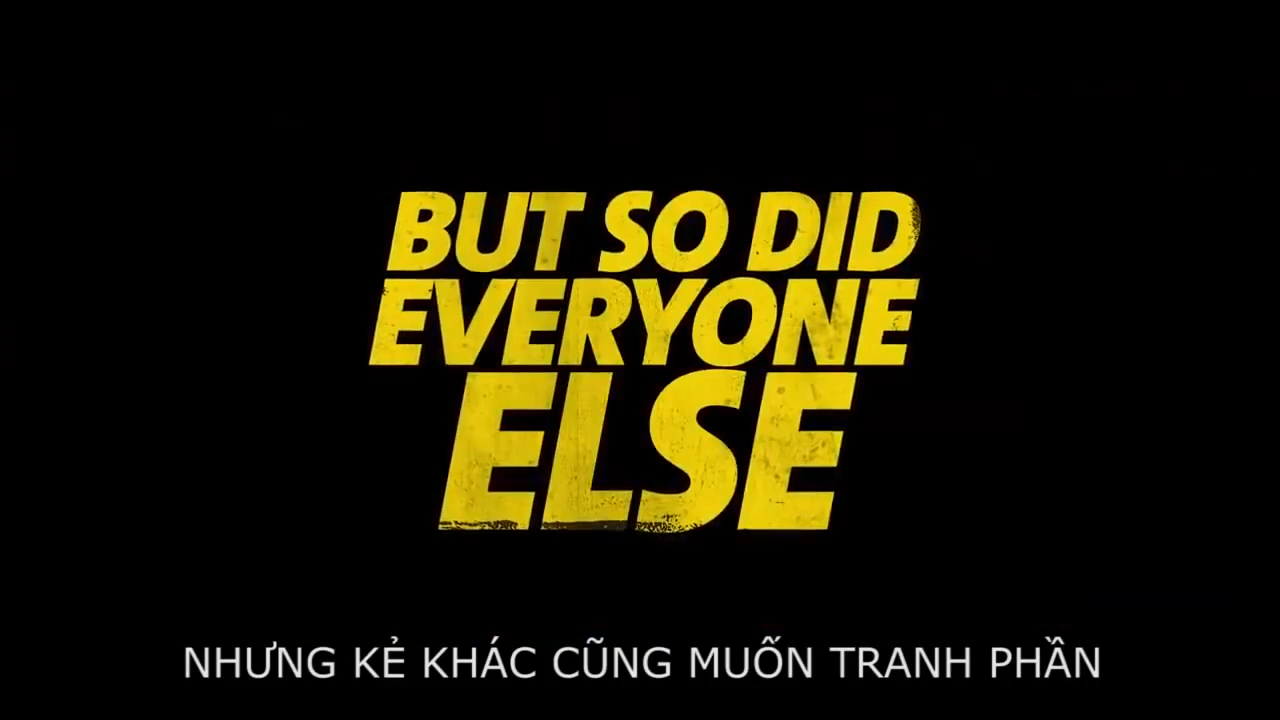 BUT SO DID
EVERYONE
ELSE
NHƯNG KẺ KHÁC CŨNG MUỐN TRANH PHẦN